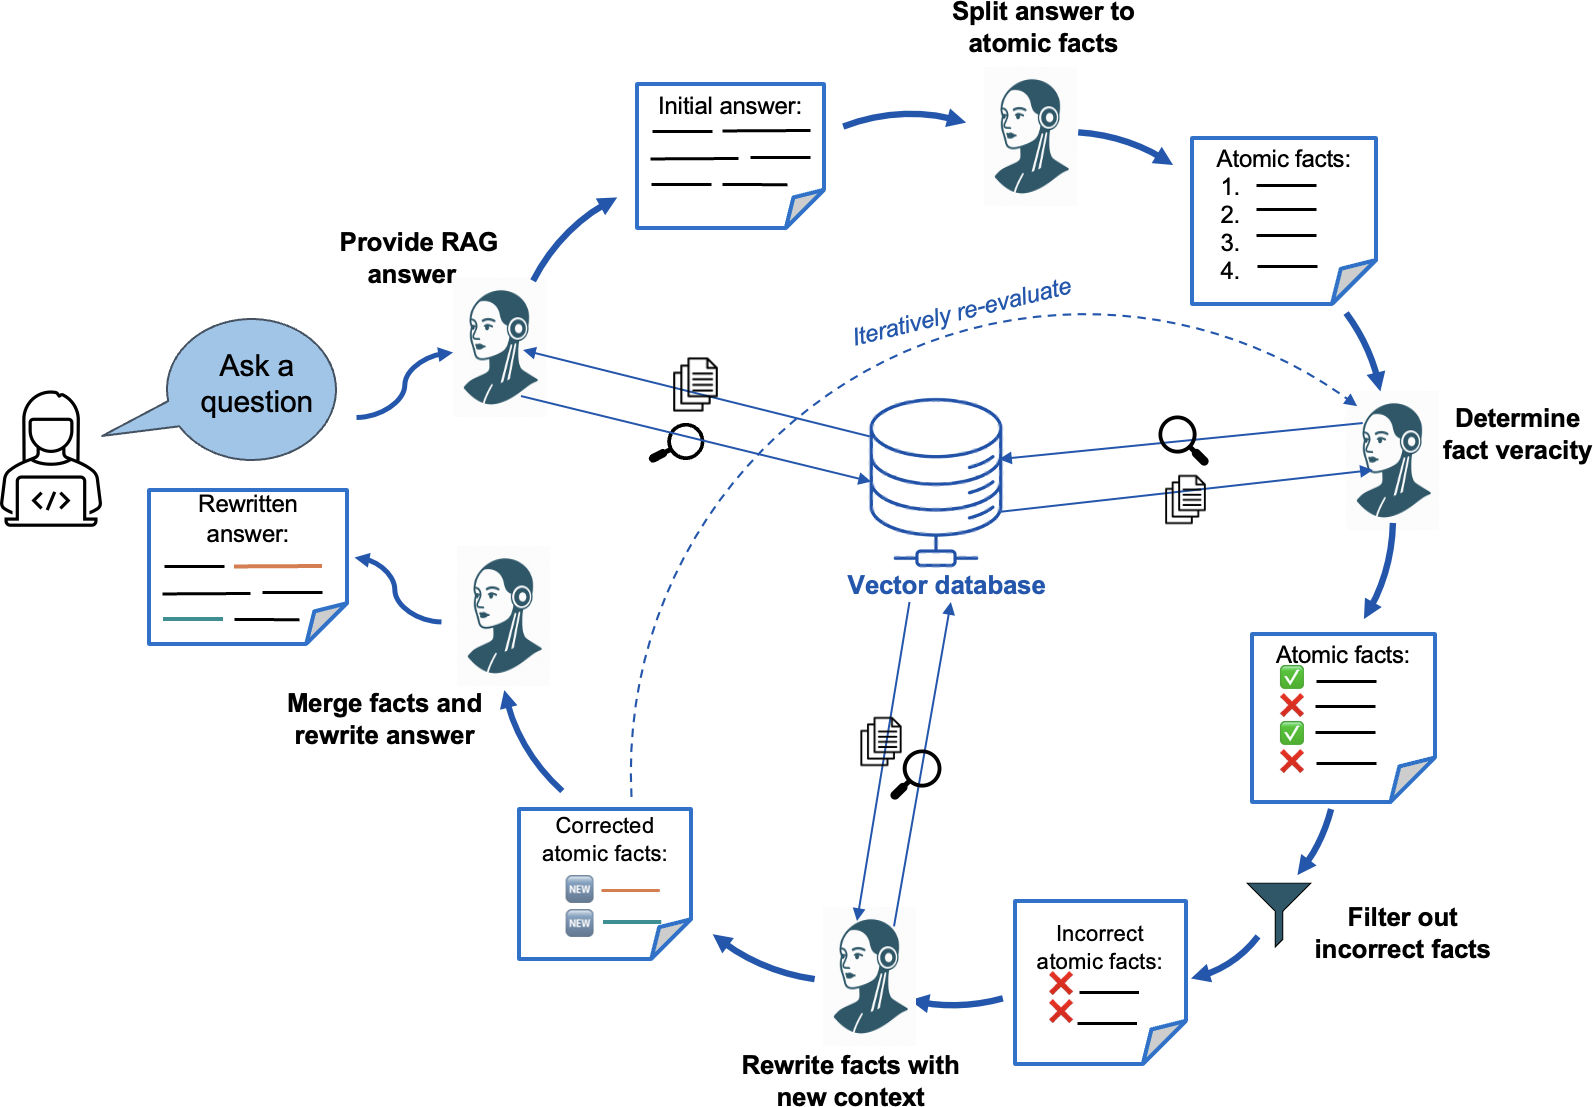 Split answer to
atomic facts
Initial answer:
Atomic facts:
1.
2.
3.
4.
Provide RAG
answer
Iteratively re-evaluate
Ask a
question
</>
Determine
fact veracity
Rewritten
answer:
Vector database
Atomic facts:
Merge facts and
rewrite answer
Corrected
atomic facts:
NEW
NEW
Filter out
incorrect facts
Incorrect
atomic facts:
Rewrite facts with
new context